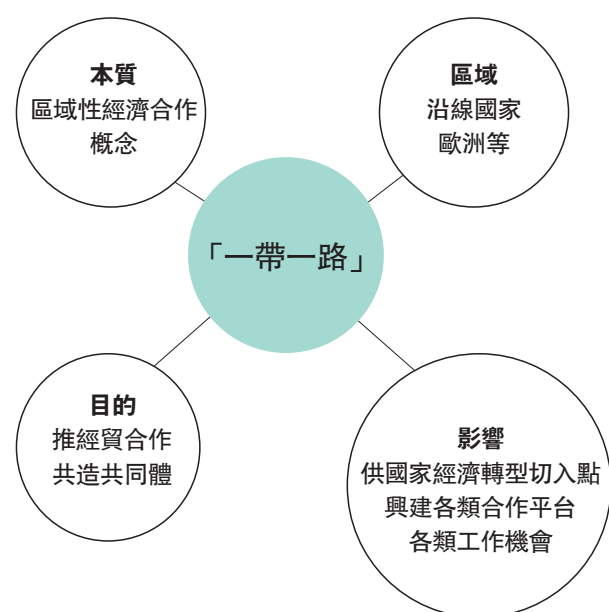 本質
區域性經濟合作
概念
區域
沿線國家
歐洲等
「一帶一路」
目的
推經貿合作
共造共同體
影響
供國家經濟轉型切入點
興建各類合作平台
各類工作機會